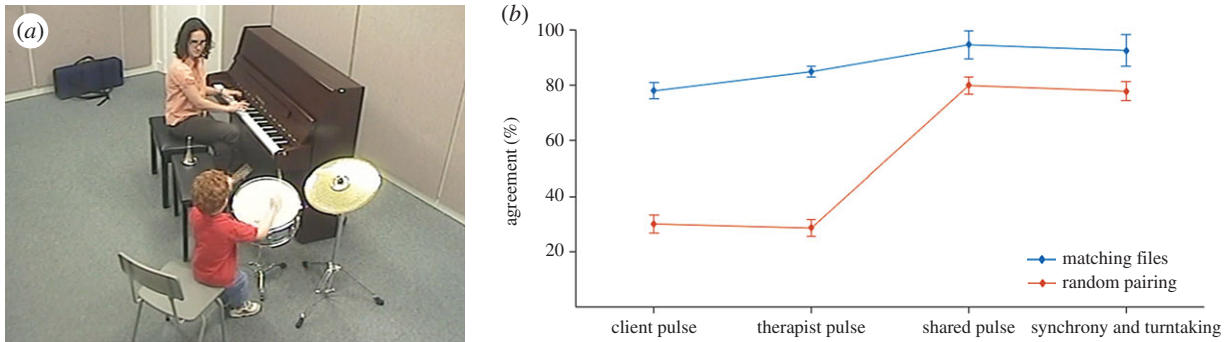 (a)
(b)
100
80
60
40
20
agreement (%)
matching files
random pairing
client pulse
therapist pulse
shared pulse
synchrony and turntaking